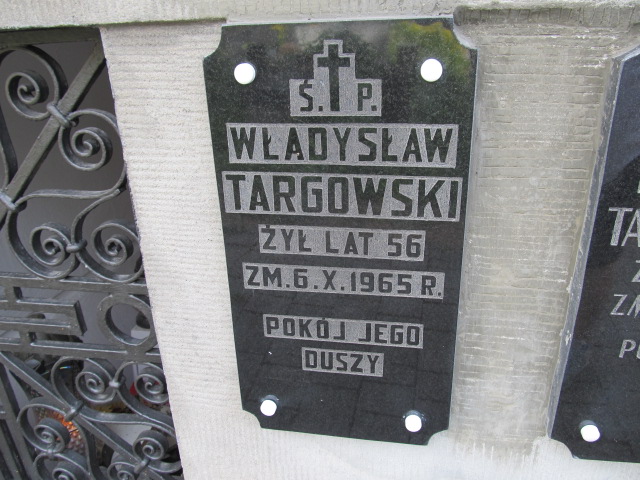 Ś. P.
WŁADYSŁAW
TARGOWSKI
ŻYŁ LAT 56
ZM.6.X.1965 R.
POKÓJ JEGO
DUSZY